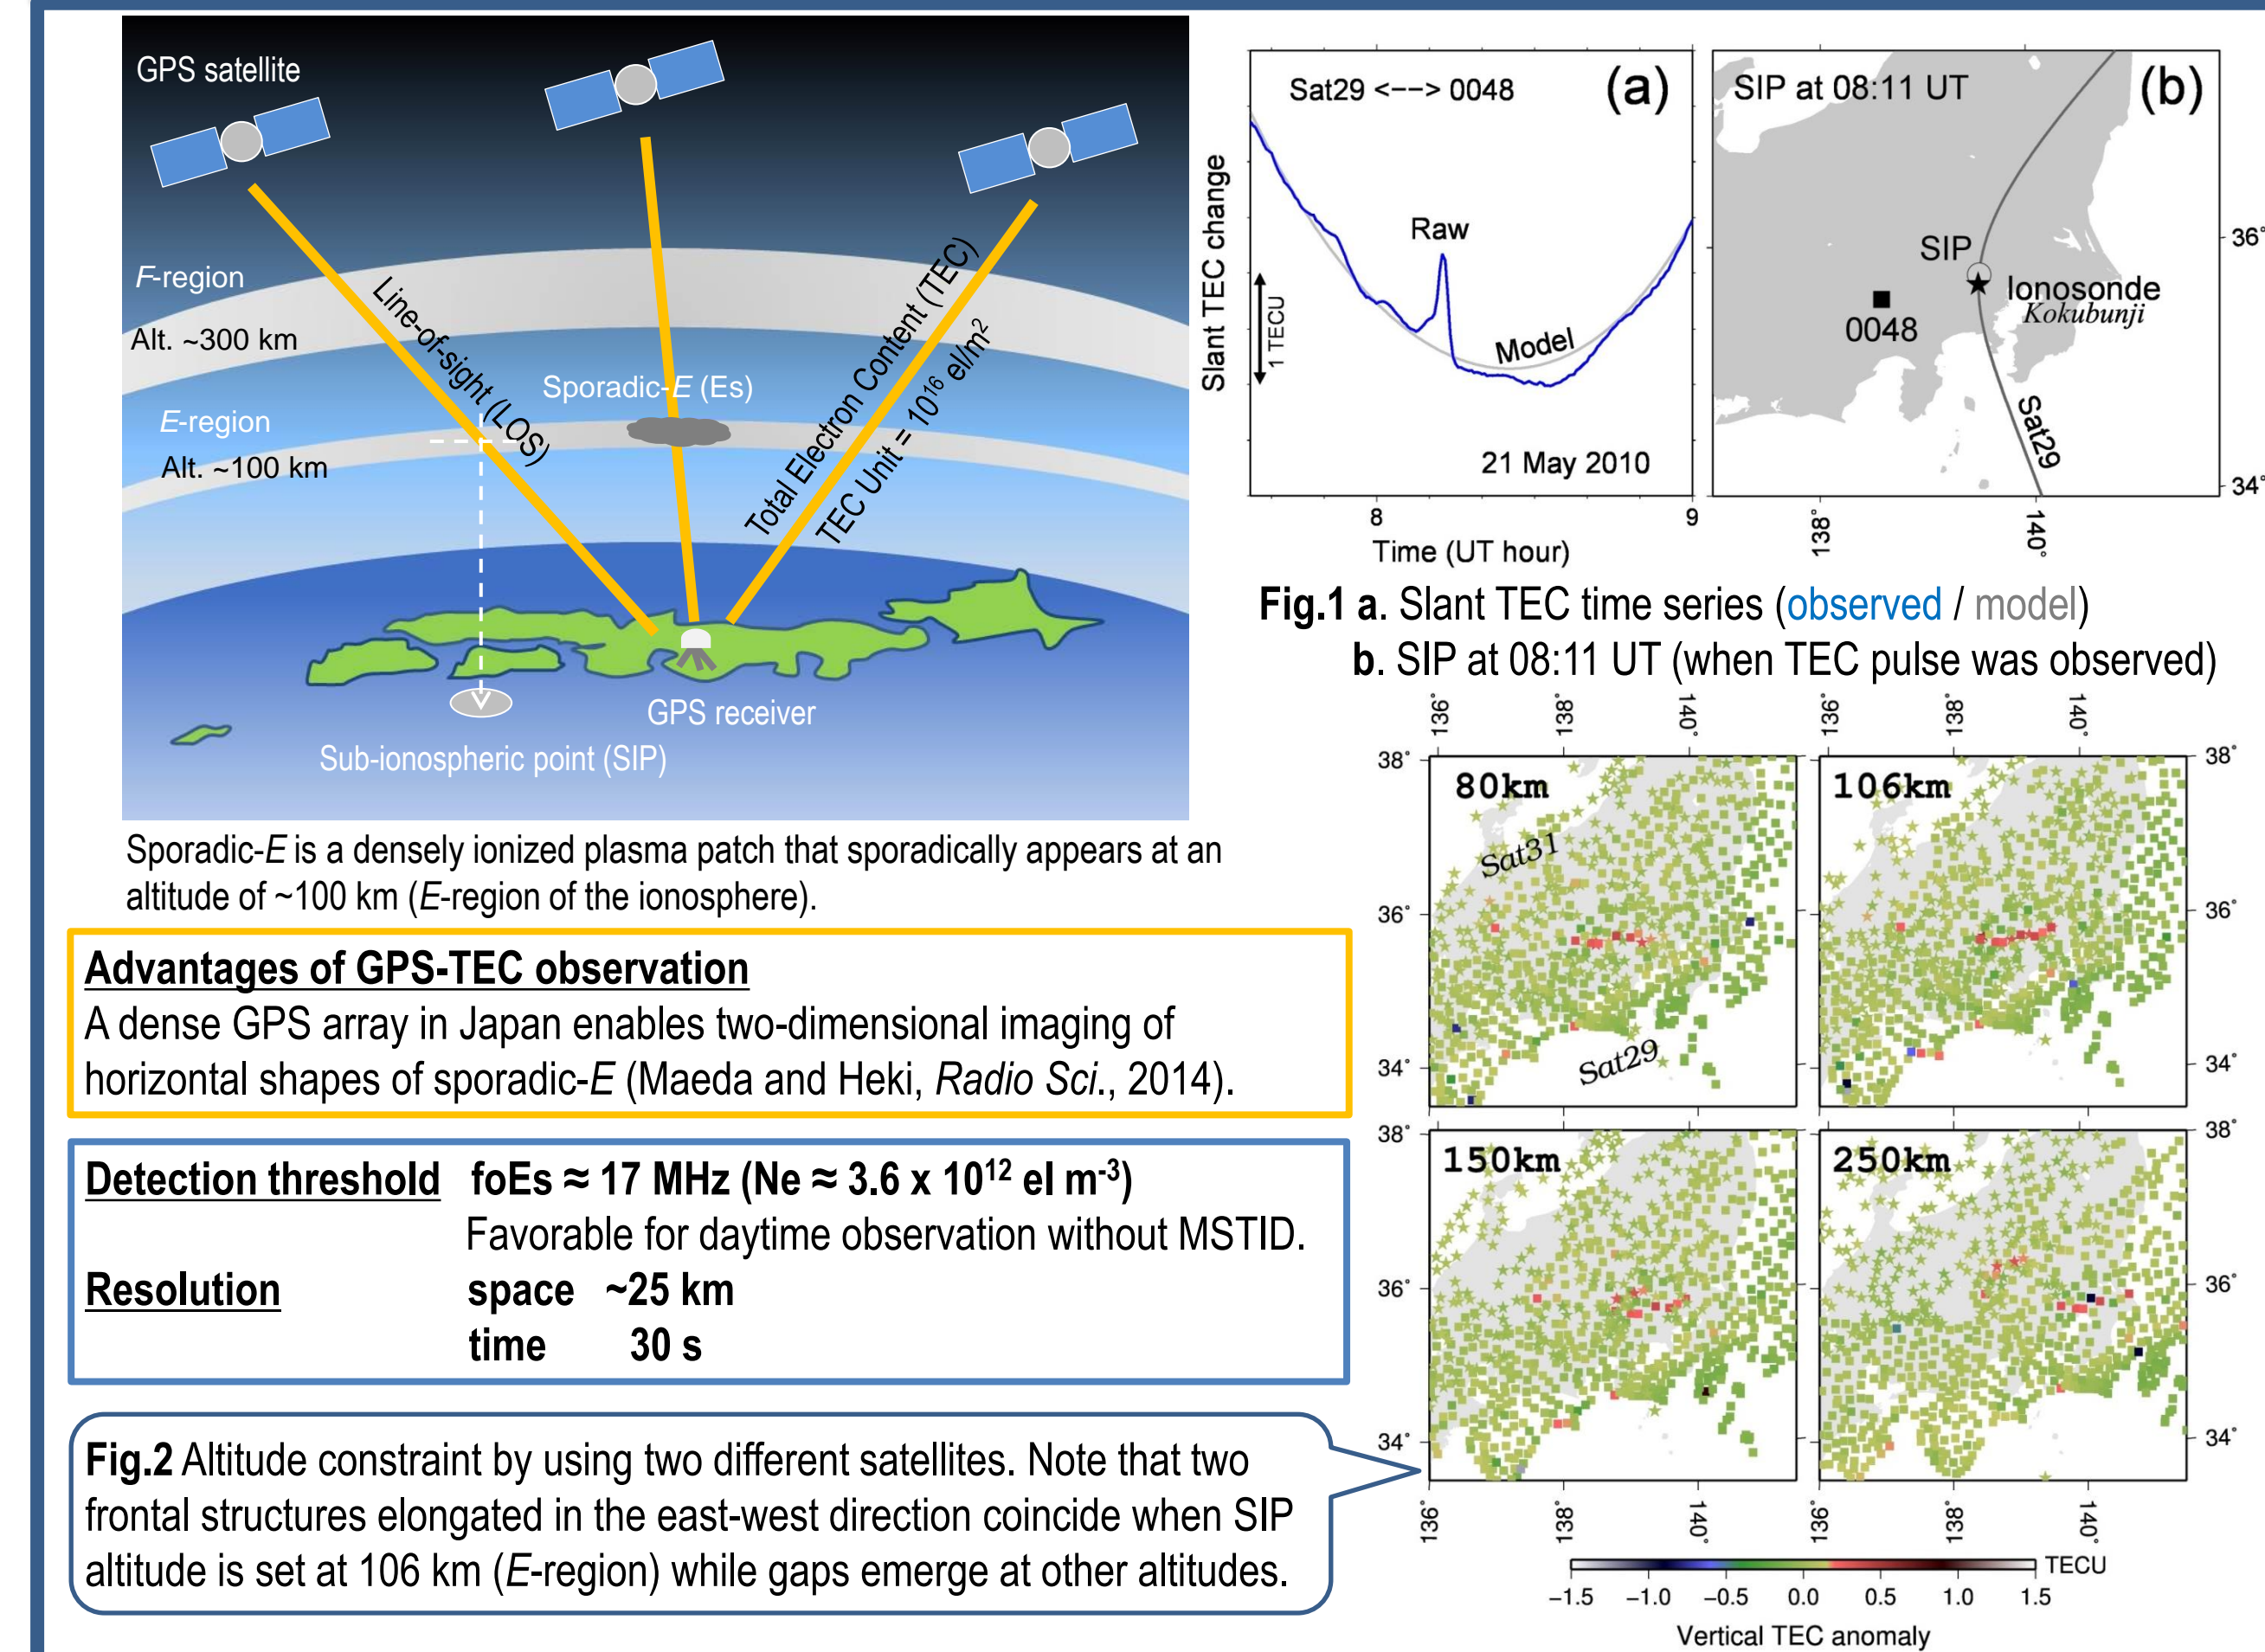 GPS satellite
F-region
Alt. ~300 km
Line-of-sight (LOS)
Sporadic-E (Es)
Total Electron Content (TEC)
TEC Unit = 10¹⁶ el/m²
E-region
Alt. ~100 km
GPS receiver
Sub-ionospheric point (SIP)
Sporadic-E is a densely ionized plasma patch that sporadically appears at an
altitude of ~100 km (E-region of the ionosphere).
Advantages of GPS-TEC observation
A dense GPS array in Japan enables two-dimensional imaging of
horizontal shapes of sporadic-E (Maeda and Heki, Radio Sci., 2014).
Detection threshold foEs ≈ 17 MHz (Ne ≈ 3.6 x 10¹² el m⁻³)
Favorable for daytime observation without MSTID.
Resolution space ~25 km
time 30 s
Fig.2 Altitude constraint by using two different satellites. Note that two
frontal structures elongated in the east-west direction coincide when SIP
altitude is set at 106 km (E-region) while gaps emerge at other altitudes.
Sat29 <--> 0048 (a)
Slant TEC change
1 TECU
Raw
Model
21 May 2010
8 9
Time (UT hour)
SIP at 08:11 UT (b)
SIP
Ionosonde
Kokubunji
0048
Sat29
36°
34°
138° 140°
Fig.1 a. Slant TEC time series (observed / model)
b. SIP at 08:11 UT (when TEC pulse was observed)
136° 138° 140° 136° 138° 140°
38° 80km 106km 38°
Sat31
36° 36°
Sat29
34° 34°
38° 150km 250km 38°
36° 36°
34° 34°
136° 138° 140° 136° 138° 140°
TECU
−1.5 −1.0 −0.5 0.0 0.5 1.0 1.5
Vertical TEC anomaly